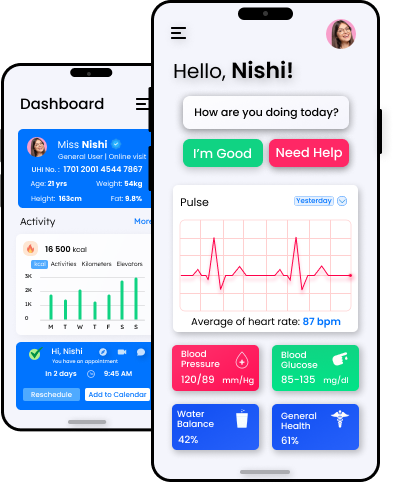 Dashboard
Miss Nishi
General User | Online visit
UHI No. : 1701 2001 4544 7867
Age: 21 yrs Weight: 54kg
Height: 163cm Fat: 9.8%
Activity More
16 500 kcal
kcal Activities Kilometers Elevators
3K
2K
1K
0
M T W T F S S
Hi, Nishi
You have an appointment
In 2 days 9:45 AM
Reschedule Add to Calendar
Hello, Nishi!
How are you doing today?
I'm Good Need Help
Pulse Yesterday
Average of heart rate: 87 bpm
Blood
Pressure
120/89 mm/Hg
Blood
Glucose
85-135 mg/dl
Water
Balance
42%
General
Health
61%